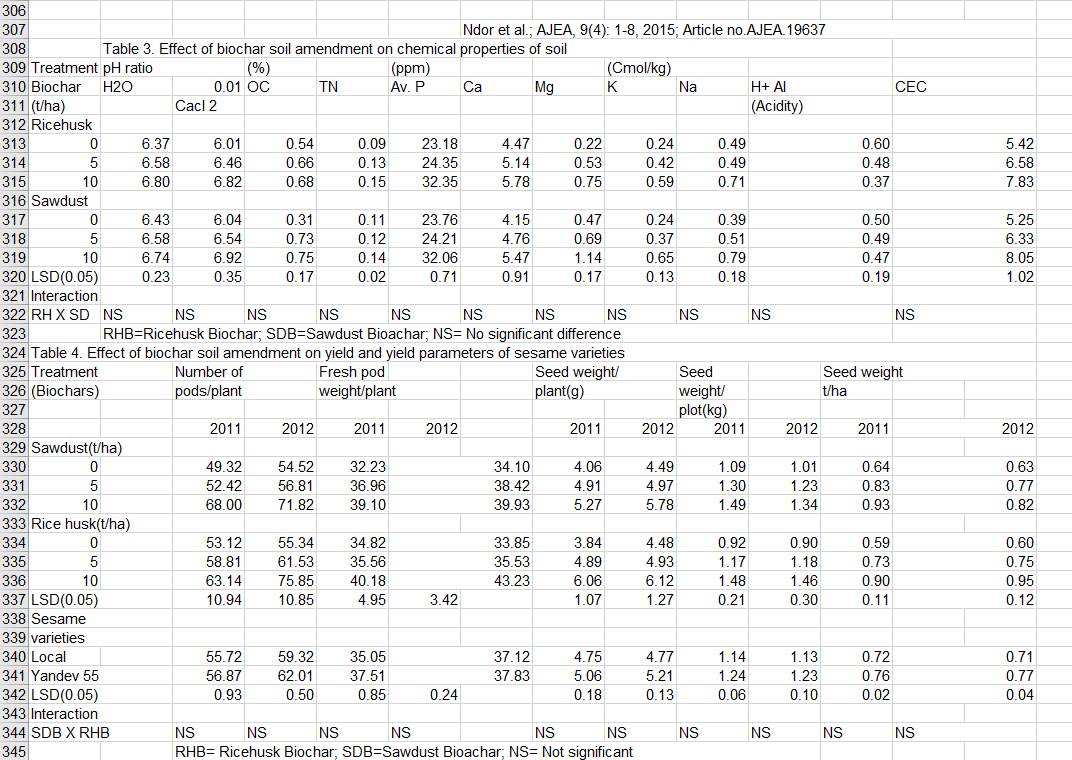 306
307 Ndor et al.; AJEA, 9(4): 1-8, 2015; Article no.AJEA.19637
308 Table 3. Effect of biochar soil amendment on chemical properties of soil
309 Treatment pH ratio (%) (ppm) (Cmol/kg)
310 Biochar H2O 0.01 OC TN Av. P Ca Mg K Na H+ Al CEC
311 (t/ha) Cacl 2 (Acidity)
312 Ricehusk
313 0 6.37 6.01 0.54 0.09 23.18 4.47 0.22 0.24 0.49 0.60 5.42
314 5 6.58 6.46 0.66 0.13 24.35 5.14 0.53 0.42 0.49 0.48 6.58
315 10 6.80 6.82 0.68 0.15 32.35 5.78 0.75 0.59 0.71 0.37 7.83
316 Sawdust
317 0 6.43 6.04 0.31 0.11 23.76 4.15 0.47 0.24 0.39 0.50 5.25
318 5 6.58 6.54 0.73 0.12 24.21 4.76 0.69 0.37 0.51 0.49 6.33
319 10 6.74 6.92 0.75 0.14 32.06 5.47 1.14 0.65 0.79 0.47 8.05
320 LSD(0.05) 0.23 0.35 0.17 0.02 0.71 0.91 0.17 0.13 0.18 0.19 1.02
321 Interaction
322 RH X SD NS NS NS NS NS NS NS NS NS NS NS
323 RHB=Ricehusk Biochar; SDB=Sawdust Bioachar; NS= No significant difference
324 Table 4. Effect of biochar soil amendment on yield and yield parameters of sesame varieties
325 Treatment Number of Fresh pod Seed weight/ Seed Seed weight
326 (Biochars) pods/plant weight/plant plant(g) weight/ t/ha
327 plot(kg)
328 2011 2012 2011 2012 2011 2012 2011 2012 2011 2012
329 Sawdust(t/ha)
330 0 49.32 54.52 32.23 34.10 4.06 4.49 1.09 1.01 0.64 0.63
331 5 52.42 56.81 36.96 38.42 4.91 4.97 1.30 1.23 0.83 0.77
332 10 68.00 71.82 39.10 39.93 5.27 5.78 1.49 1.34 0.93 0.82
333 Rice husk(t/ha)
334 0 53.12 55.34 34.82 33.85 3.84 4.48 0.92 0.90 0.59 0.60
335 5 58.81 61.53 35.56 35.53 4.89 4.93 1.17 1.18 0.73 0.75
336 10 63.14 75.85 40.18 43.23 6.06 6.12 1.48 1.46 0.90 0.95
337 LSD(0.05) 10.94 10.85 4.95 3.42 1.07 1.27 0.21 0.30 0.11 0.12
338 Sesame
339 varieties
340 Local 55.72 59.32 35.05 37.12 4.75 4.77 1.14 1.13 0.72 0.71
341 Yandev 55 56.87 62.01 37.51 37.83 5.06 5.21 1.24 1.23 0.76 0.77
342 LSD(0.05) 0.93 0.50 0.85 0.24 0.18 0.13 0.06 0.10 0.02 0.04
343 Interaction
344 SDB X RHB NS NS NS NS NS NS NS NS NS NS
345 RHB= Ricehusk Biochar; SDB=Sawdust Bioachar; NS= Not significant